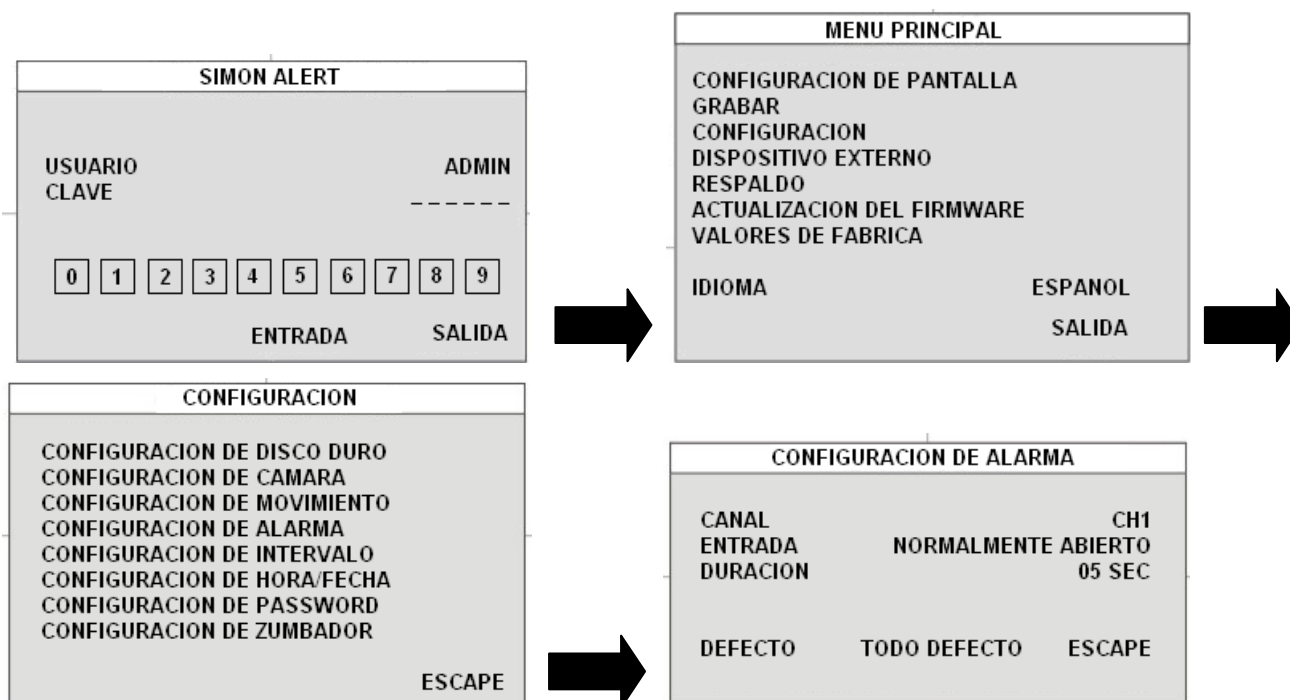 SIMON ALERT
USUARIO ADMIN
CLAVE _ _ _ _ _ _
0 1 2 3 4 5 6 7 8 9
ENTRADA SALIDA
MENU PRINCIPAL
CONFIGURACION DE PANTALLA
GRABAR
CONFIGURACION
DISPOSITIVO EXTERNO
RESPALDO
ACTUALIZACION DEL FIRMWARE
VALORES DE FABRICA
IDIOMA ESPANOL
SALIDA
CONFIGURACION
CONFIGURACION DE DISCO DURO
CONFIGURACION DE CAMARA
CONFIGURACION DE MOVIMIENTO
CONFIGURACION DE ALARMA
CONFIGURACION DE INTERVALO
CONFIGURACION DE HORA/FECHA
CONFIGURACION DE PASSWORD
CONFIGURACION DE ZUMBADOR
ESCAPE
CONFIGURACION DE ALARMA
CANAL CH1
ENTRADA NORMALMENTE ABIERTO
DURACION 05 SEC
DEFECTO TODO DEFECTO ESCAPE